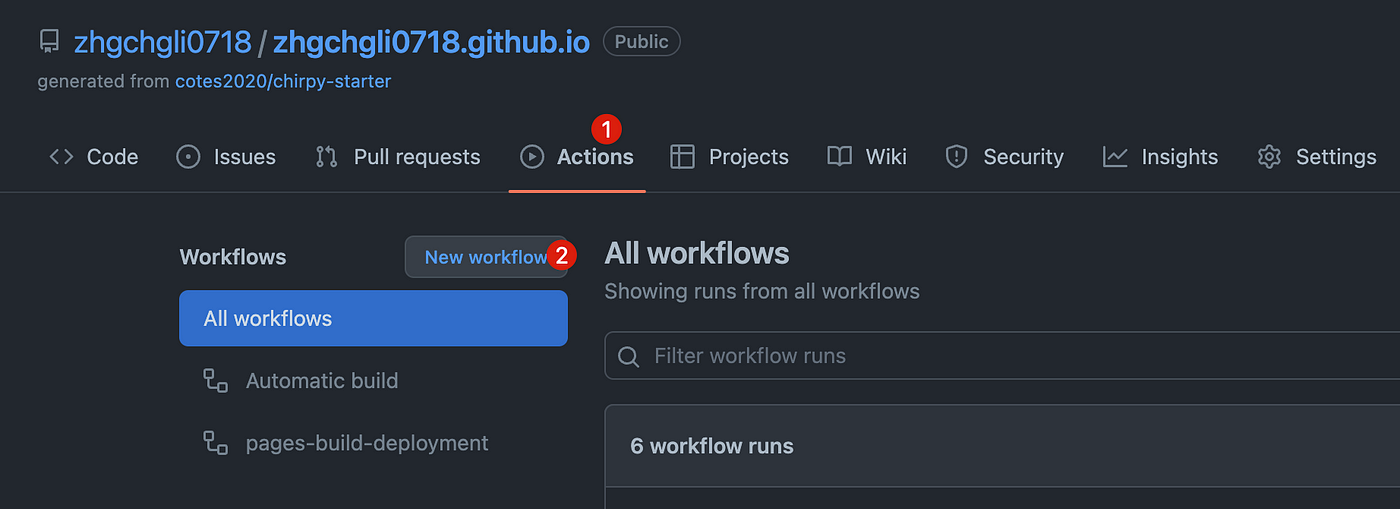 zhgchgli0718 / zhgchgli0718.github.io Public
generated from cotes2020/chirpy-starter
1
Code Issues Pull requests Actions Projects Wiki Security Insights Settings
Workflows New workflow 2 All workflows
Showing runs from all workflows
All workflows
Filter workflow runs
Automatic build
pages-build-deployment
6 workflow runs